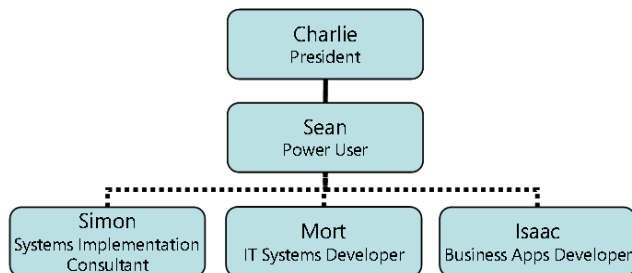 Charlie
President
Sean
Power User
Simon
Systems Implementation
Consultant
Mort
IT Systems Developer
Isaac
Business Apps Developer